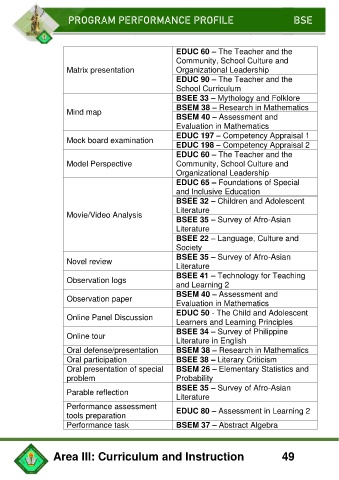 PROGRAM PERFORMANCE PROFILE BSE
Matrix presentation
EDUC 60 – The Teacher and the
Community, School Culture and
Organizational Leadership
EDUC 90 – The Teacher and the
School Curriculum
Mind map
BSEE 33 – Mythology and Folklore
BSEM 38 – Research in Mathematics
BSEM 40 – Assessment and
Evaluation in Mathematics
Mock board examination
EDUC 197 – Competency Appraisal 1
EDUC 198 – Competency Appraisal 2
Model Perspective
EDUC 60 – The Teacher and the
Community, School Culture and
Organizational Leadership
Movie/Video Analysis
EDUC 65 – Foundations of Special
and Inclusive Education
BSEE 32 – Children and Adolescent
Literature
BSEE 35 – Survey of Afro-Asian
Literature
BSEE 22 – Language, Culture and
Society
Novel review
BSEE 35 – Survey of Afro-Asian
Literature
Observation logs
BSEE 41 – Technology for Teaching
and Learning 2
Observation paper
BSEM 40 – Assessment and
Evaluation in Mathematics
Online Panel Discussion
EDUC 50 - The Child and Adolescent
Learners and Learning Principles
Online tour
BSEE 34 – Survey of Philippine
Literature in English
Oral defense/presentation BSEM 38 – Research in Mathematics
Oral participation BSEE 38 – Literary Criticism
Oral presentation of special
problem
BSEM 26 – Elementary Statistics and
Probability
Parable reflection
BSEE 35 – Survey of Afro-Asian
Literature
Performance assessment
tools preparation
EDUC 80 – Assessment in Learning 2
Performance task BSEM 37 – Abstract Algebra
Area III: Curriculum and Instruction 49